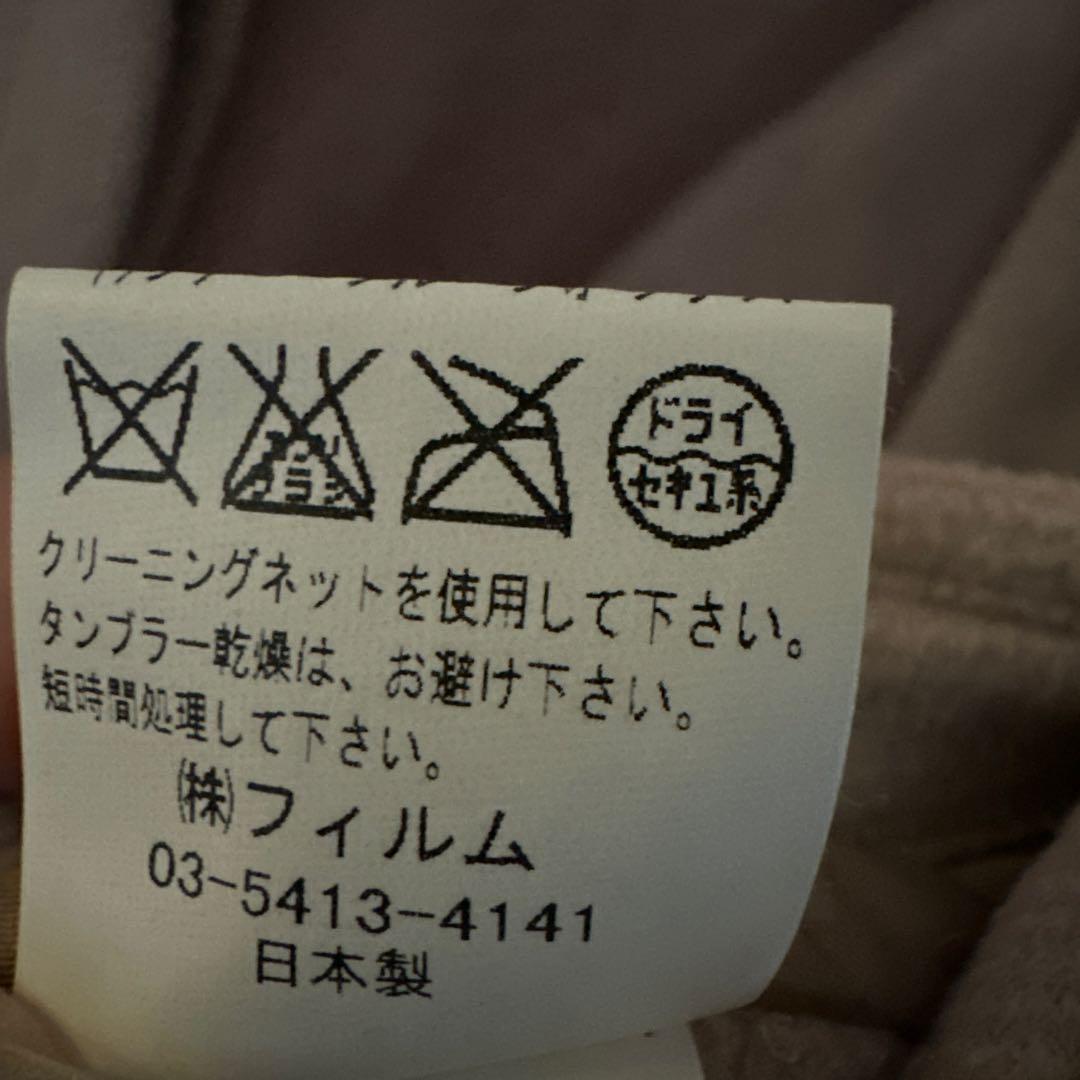 ドライ
セキユ系
クリーニングネットを使用して下さい。
タンブラー乾燥は、お避け下さい。
短時間処理して下さい。
㈱フィルム
03-5413-4141
日本製